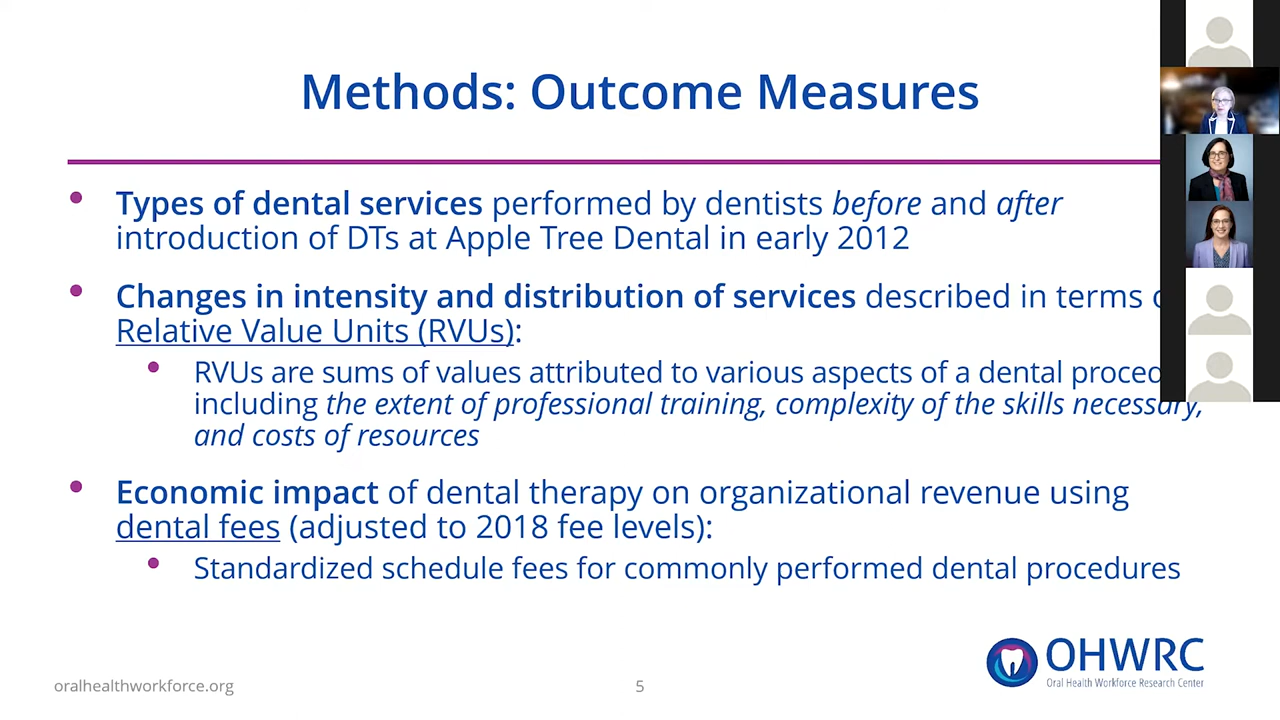 Methods: Outcome Measures
Types of dental services performed by dentists before and after
introduction of DTs at Apple Tree Dental in early 2012
Changes in intensity and distribution of services described in terms
Relative Value Units (RVUs):
RVUs are sums of values attributed to various aspects of a dental
including the extent of professional training, complexity of the skills necessary,
and costs of resources
Economic impact of dental therapy on organizational revenue using
dental fees (adjusted to 2018 fee levels):
Standardized schedule fees for commonly performed dental procedures
OHWRC
Oral Health Workforce Research Center
oralhealthworkforce.org
5